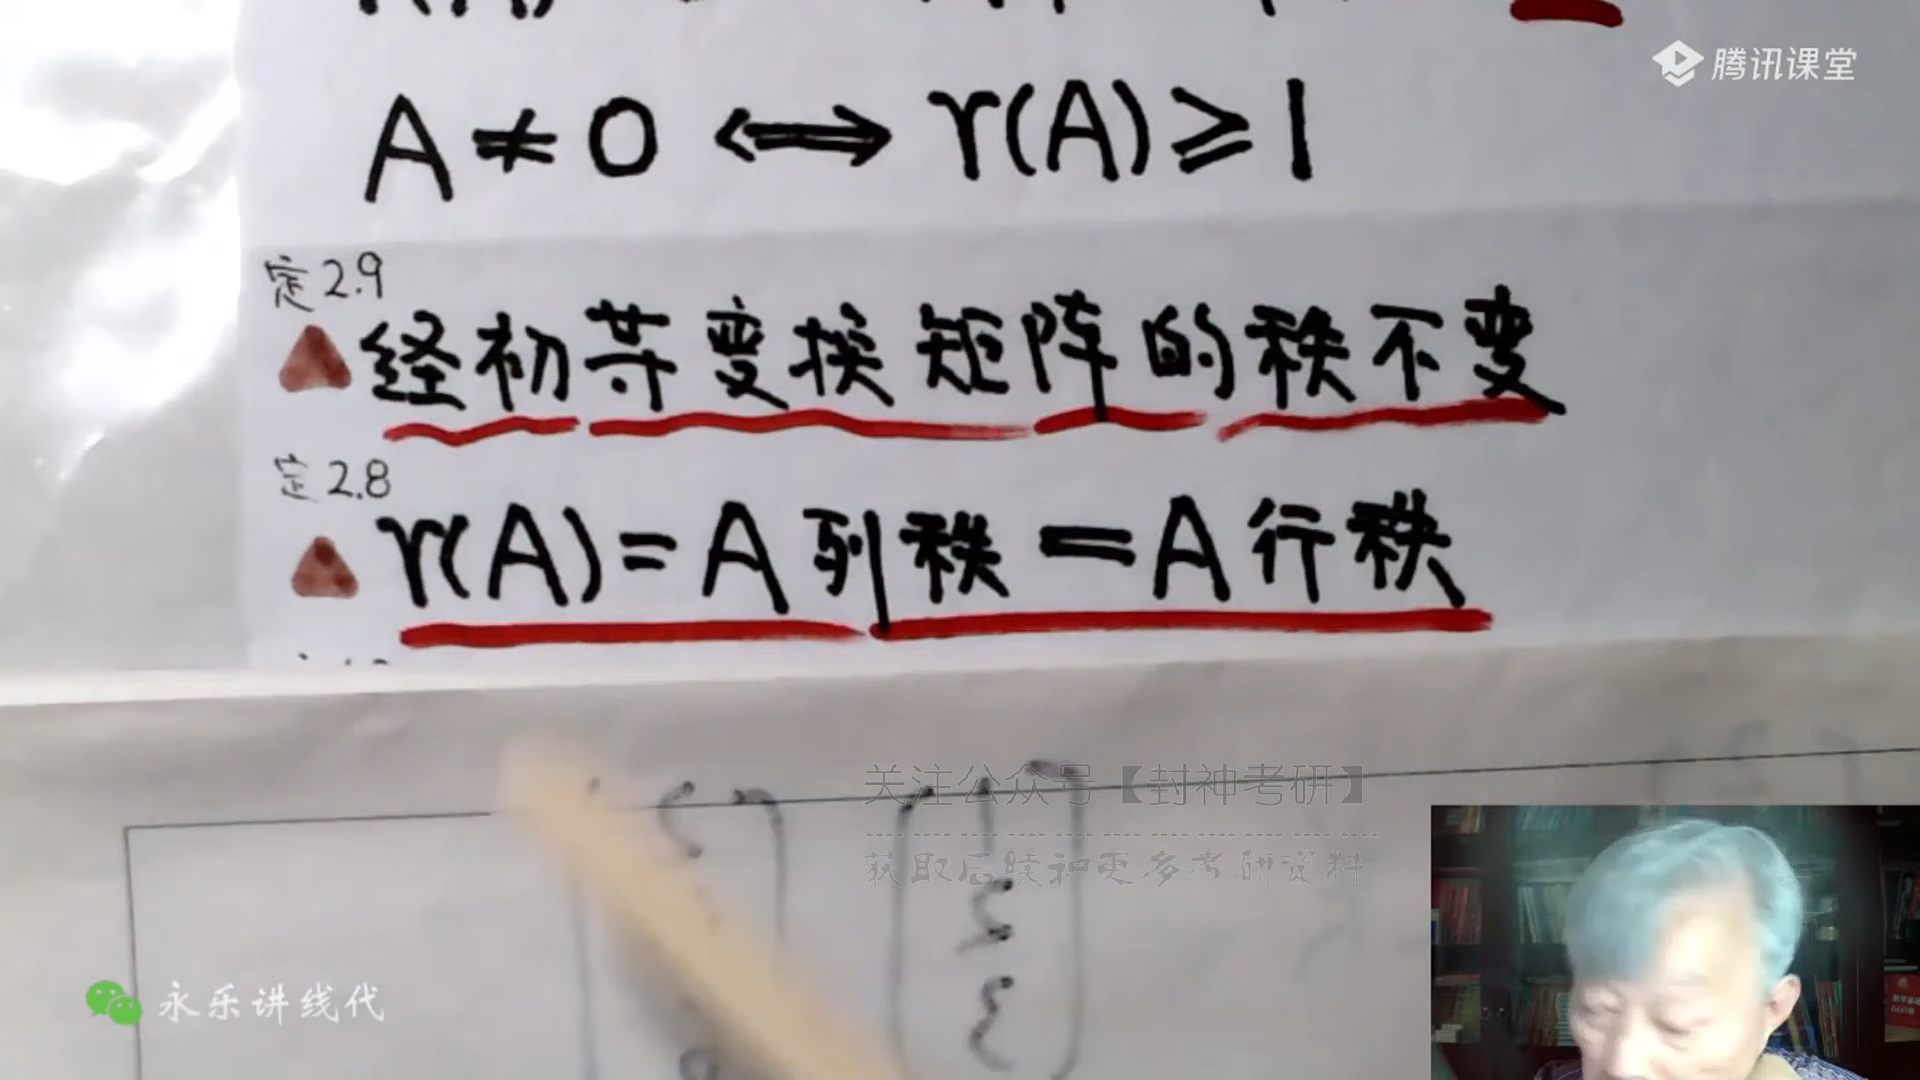 腾讯课堂
A ≠ 0 ⟺ r(A) ≥ 1
定2.9
▲经初等变换矩阵的秩不变
定2.8
▲r(A)=A列秩=A行秩
关注公众号【封神考研】
获取后续和更多考研资料
永乐讲线代